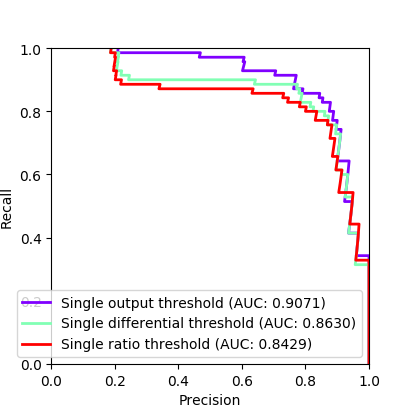 1.0
0.8
0.6
0.4
0.2
0.0
Recall
Single output threshold (AUC: 0.9071)
Single differential threshold (AUC: 0.8630)
Single ratio threshold (AUC: 0.8429)
0.0 0.2 0.4 0.6 0.8 1.0
Precision